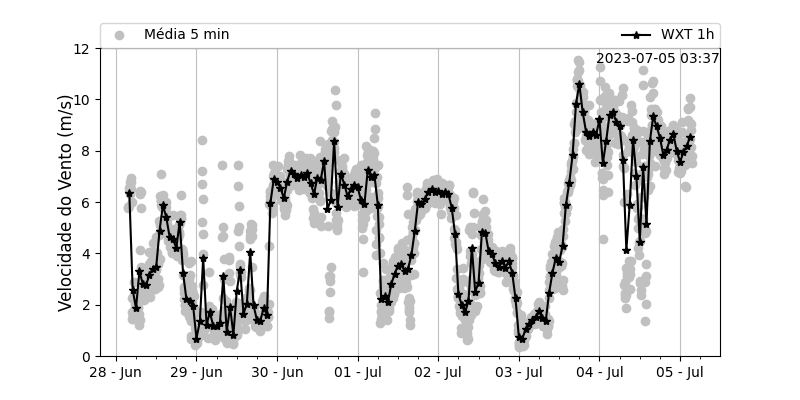 Média 5 min WXT 1h
2023-07-05 03:37
Velocidade do Vento (m/s)
12
10
8
6
4
2
0
28 - Jun 29 - Jun 30 - Jun 01 - Jul 02 - Jul 03 - Jul 04 - Jul 05 - Jul